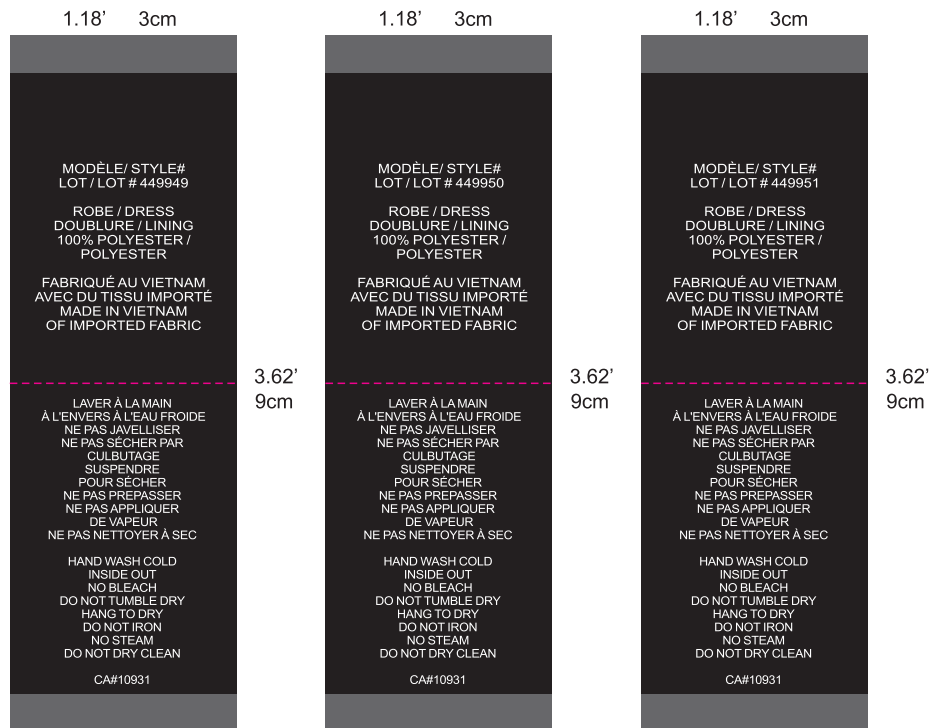 1.18’ 3cm
MODÈLE/ STYLE#
LOT / LOT # 449949
ROBE / DRESS
DOUBLURE / LINING
100% POLYESTER /
POLYESTER
FABRIQUÉ AU VIETNAM
AVEC DU TISSU IMPORTÉ
MADE IN VIETNAM
OF IMPORTED FABRIC
3.62’
9cm
LAVER À LA MAIN
À L'ENVERS À L'EAU FROIDE
NE PAS JAVELLISER
NE PAS SÉCHER PAR
CULBUTAGE
SUSPENDRE
POUR SÉCHER
NE PAS PREPASSER
NE PAS APPLIQUER
DE VAPEUR
NE PAS NETTOYER À SEC
HAND WASH COLD
INSIDE OUT
NO BLEACH
DO NOT TUMBLE DRY
HANG TO DRY
DO NOT IRON
NO STEAM
DO NOT DRY CLEAN
CA#10931
1.18’ 3cm
MODÈLE/ STYLE#
LOT / LOT # 449950
ROBE / DRESS
DOUBLURE / LINING
100% POLYESTER /
POLYESTER
FABRIQUÉ AU VIETNAM
AVEC DU TISSU IMPORTÉ
MADE IN VIETNAM
OF IMPORTED FABRIC
3.62’
9cm
LAVER À LA MAIN
À L'ENVERS À L'EAU FROIDE
NE PAS JAVELLISER
NE PAS SÉCHER PAR
CULBUTAGE
SUSPENDRE
POUR SÉCHER
NE PAS PREPASSER
NE PAS APPLIQUER
DE VAPEUR
NE PAS NETTOYER À SEC
HAND WASH COLD
INSIDE OUT
NO BLEACH
DO NOT TUMBLE DRY
HANG TO DRY
DO NOT IRON
NO STEAM
DO NOT DRY CLEAN
CA#10931
1.18’ 3cm
MODÈLE/ STYLE#
LOT / LOT # 449951
ROBE / DRESS
DOUBLURE / LINING
100% POLYESTER /
POLYESTER
FABRIQUÉ AU VIETNAM
AVEC DU TISSU IMPORTÉ
MADE IN VIETNAM
OF IMPORTED FABRIC
3.62’
9cm
LAVER À LA MAIN
À L'ENVERS À L'EAU FROIDE
NE PAS JAVELLISER
NE PAS SÉCHER PAR
CULBUTAGE
SUSPENDRE
POUR SÉCHER
NE PAS PREPASSER
NE PAS APPLIQUER
DE VAPEUR
NE PAS NETTOYER À SEC
HAND WASH COLD
INSIDE OUT
NO BLEACH
DO NOT TUMBLE DRY
HANG TO DRY
DO NOT IRON
NO STEAM
DO NOT DRY CLEAN
CA#10931